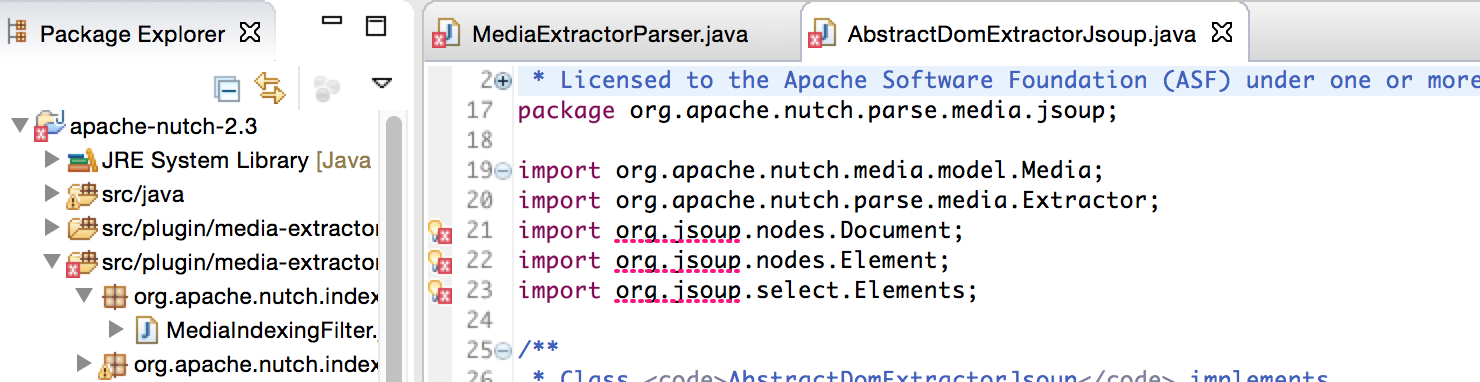 Package Explorer
apache-nutch-2.3
JRE System Library [Java
src/java
src/plugin/media-extractor
src/plugin/media-extractor
org.apache.nutch.index
MediaIndexingFilter.
org.apache.nutch.index
MediaExtractorParser.java
AbstractDomExtractorJsoup.java
2 * Licensed to the Apache Software Foundation (ASF) under one or more
17 package org.apache.nutch.parse.media.jsoup;
18
19 import org.apache.nutch.media.model.Media;
20 import org.apache.nutch.parse.media.Extractor;
21 import org.jsoup.nodes.Document;
22 import org.jsoup.nodes.Element;
23 import org.jsoup.select.Elements;
24
25 /**
26 * Class <code>AbstractDomExtractorJsoup</code> implements